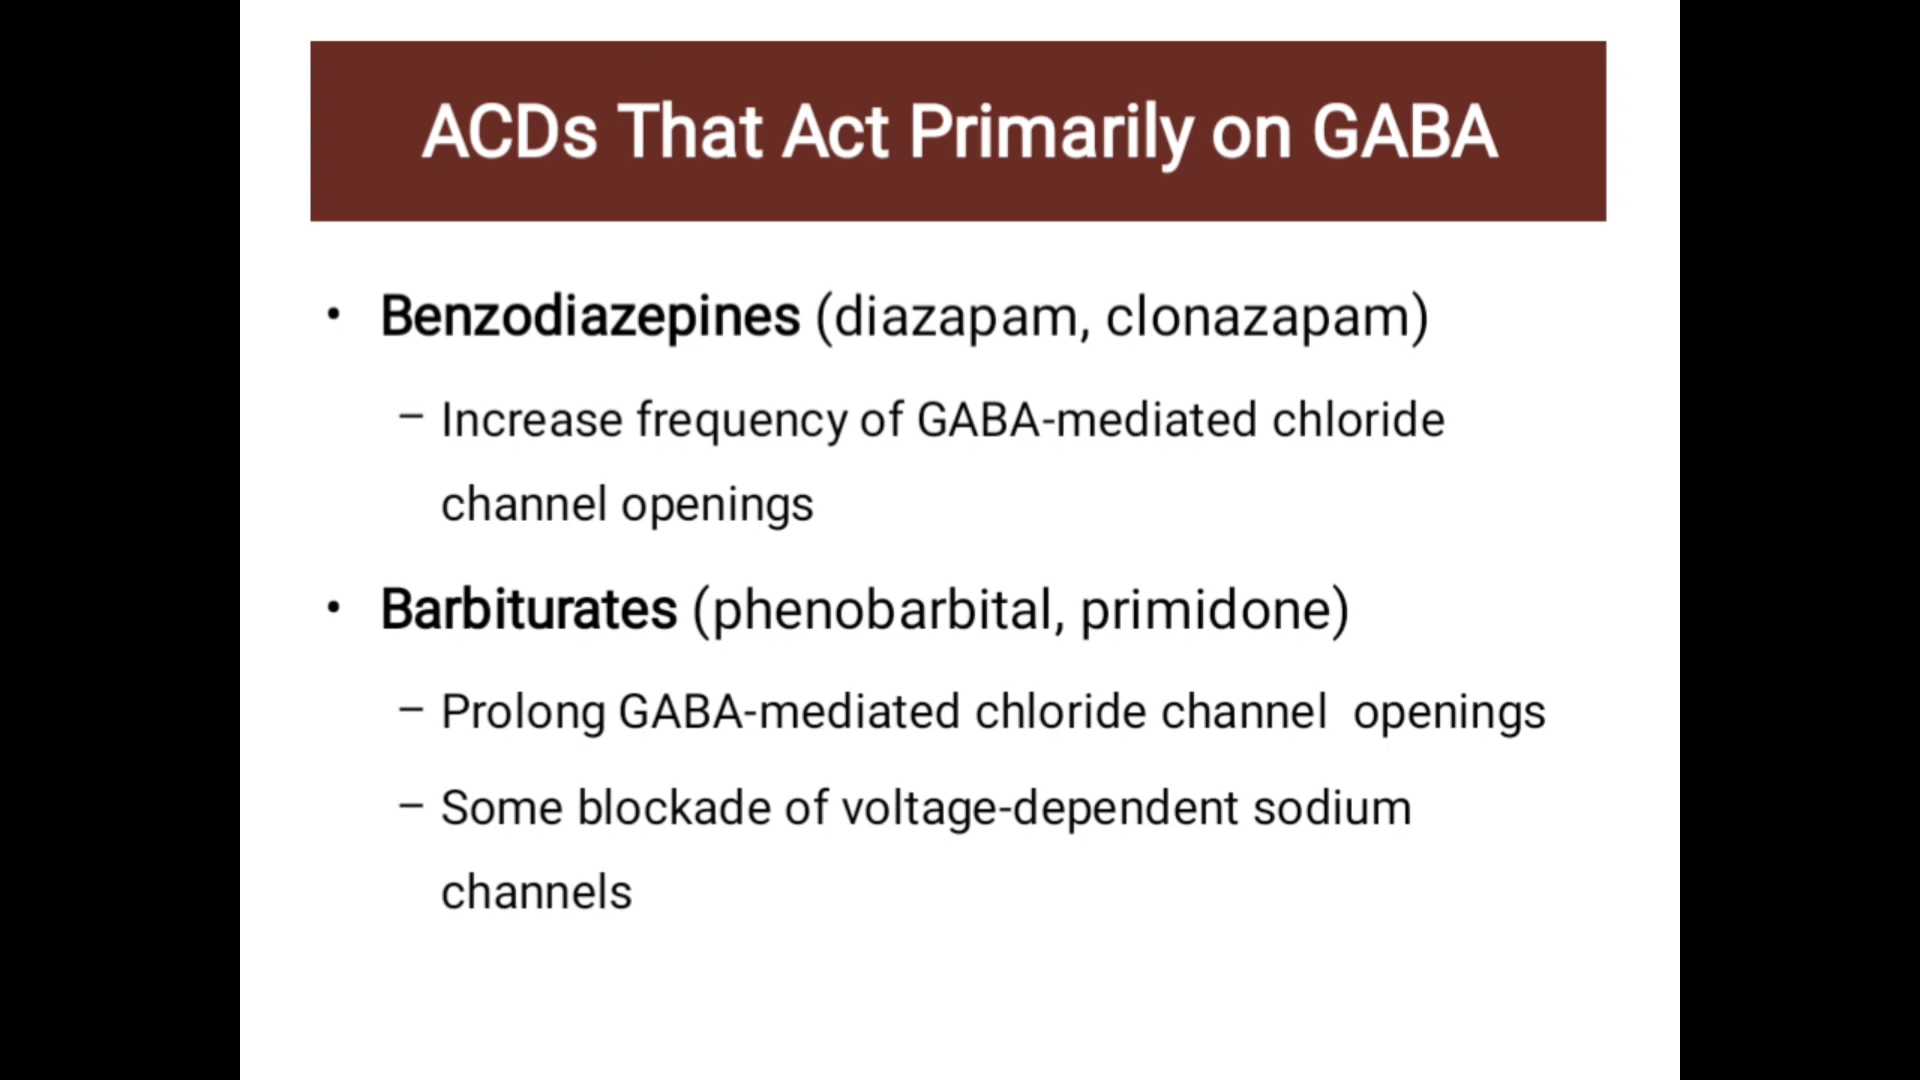 ACDs That Act Primarily on GABA
• Benzodiazepines (diazapam, clonazapam)
– Increase frequency of GABA-mediated chloride
channel openings
• Barbiturates (phenobarbital, primidone)
– Prolong GABA-mediated chloride channel openings
– Some blockade of voltage-dependent sodium
channels